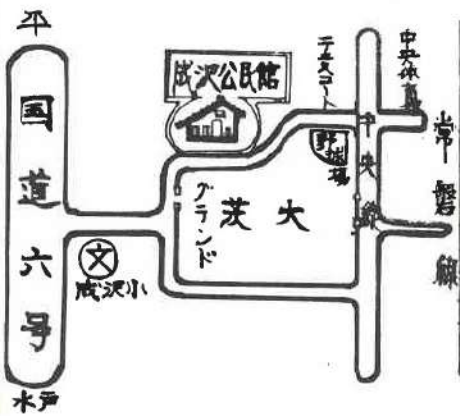 平
国道六号
水戸
成沢公民館
テニスコート
中央体育館
野球場
中央線
常磐線
グランド
茨大
文
成沢小